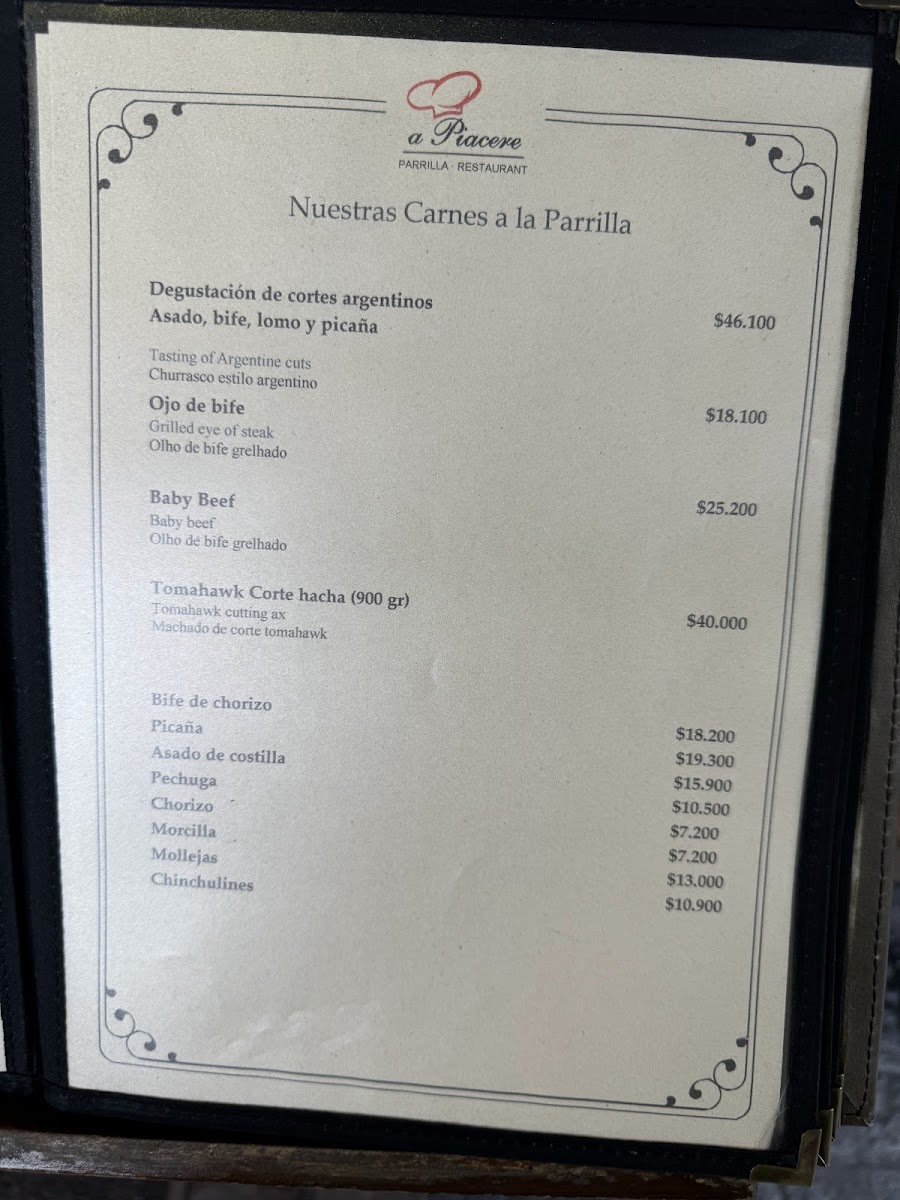 a Piacere
PARRILLA · RESTAURANT
Nuestras Carnes a la Parrilla
Degustación de cortes argentinos
Asado, bife, lomo y picaña $46.100
Tasting of Argentine cuts
Churrasco estilo argentino
Ojo de bife $18.100
Grilled eye of steak
Olho de bife grelhado
Baby Beef $25.200
Baby beef
Olho de bife grelhado
Tomahawk Corte hacha (900 gr) $40.000
Tomahawk cutting ax
Machado de corte tomahawk
Bife de chorizo $18.200
Picaña $19.300
Asado de costilla $15.900
Pechuga $10.500
Chorizo $7.200
Morcilla $7.200
Mollejas $13.000
Chinchulines $10.900